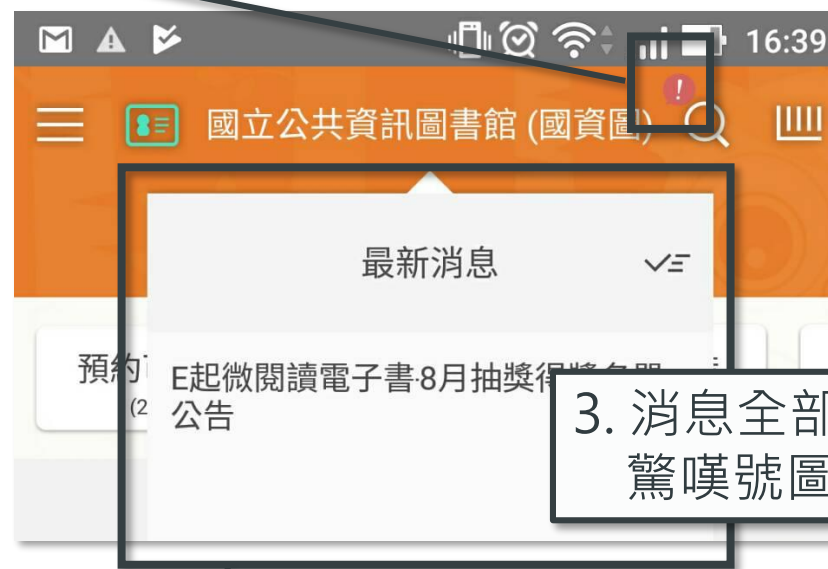 16:39
國立公共資訊圖書館 (國資圖)
最新消息
預約
(2
E起微閱讀電子書-8月抽獎得獎名單
公告
3. 消息全部
驚嘆號圖